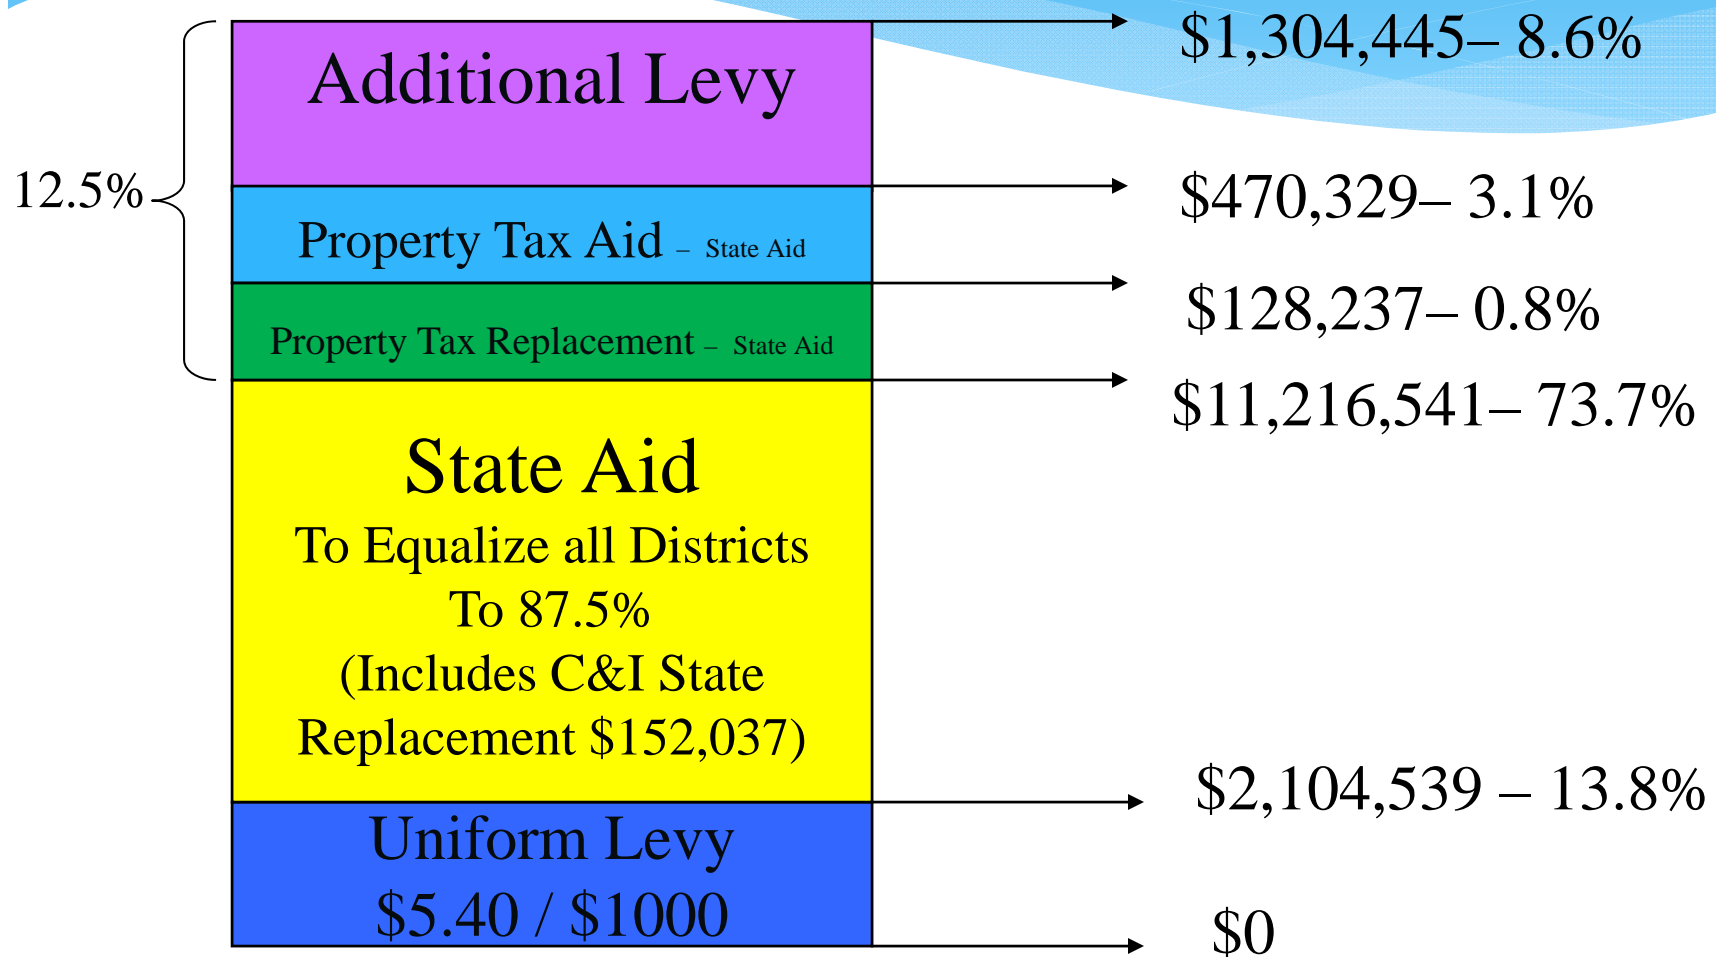 $1,304,445– 8.6%
Additional Levy
12.5%
$470,329– 3.1%
Property Tax Aid – State Aid
$128,237– 0.8%
Property Tax Replacement – State Aid
$11,216,541– 73.7%
State Aid
To Equalize all Districts
To 87.5%
(Includes C&I State
Replacement $152,037)
$2,104,539 – 13.8%
Uniform Levy
$5.40 / $1000
$0